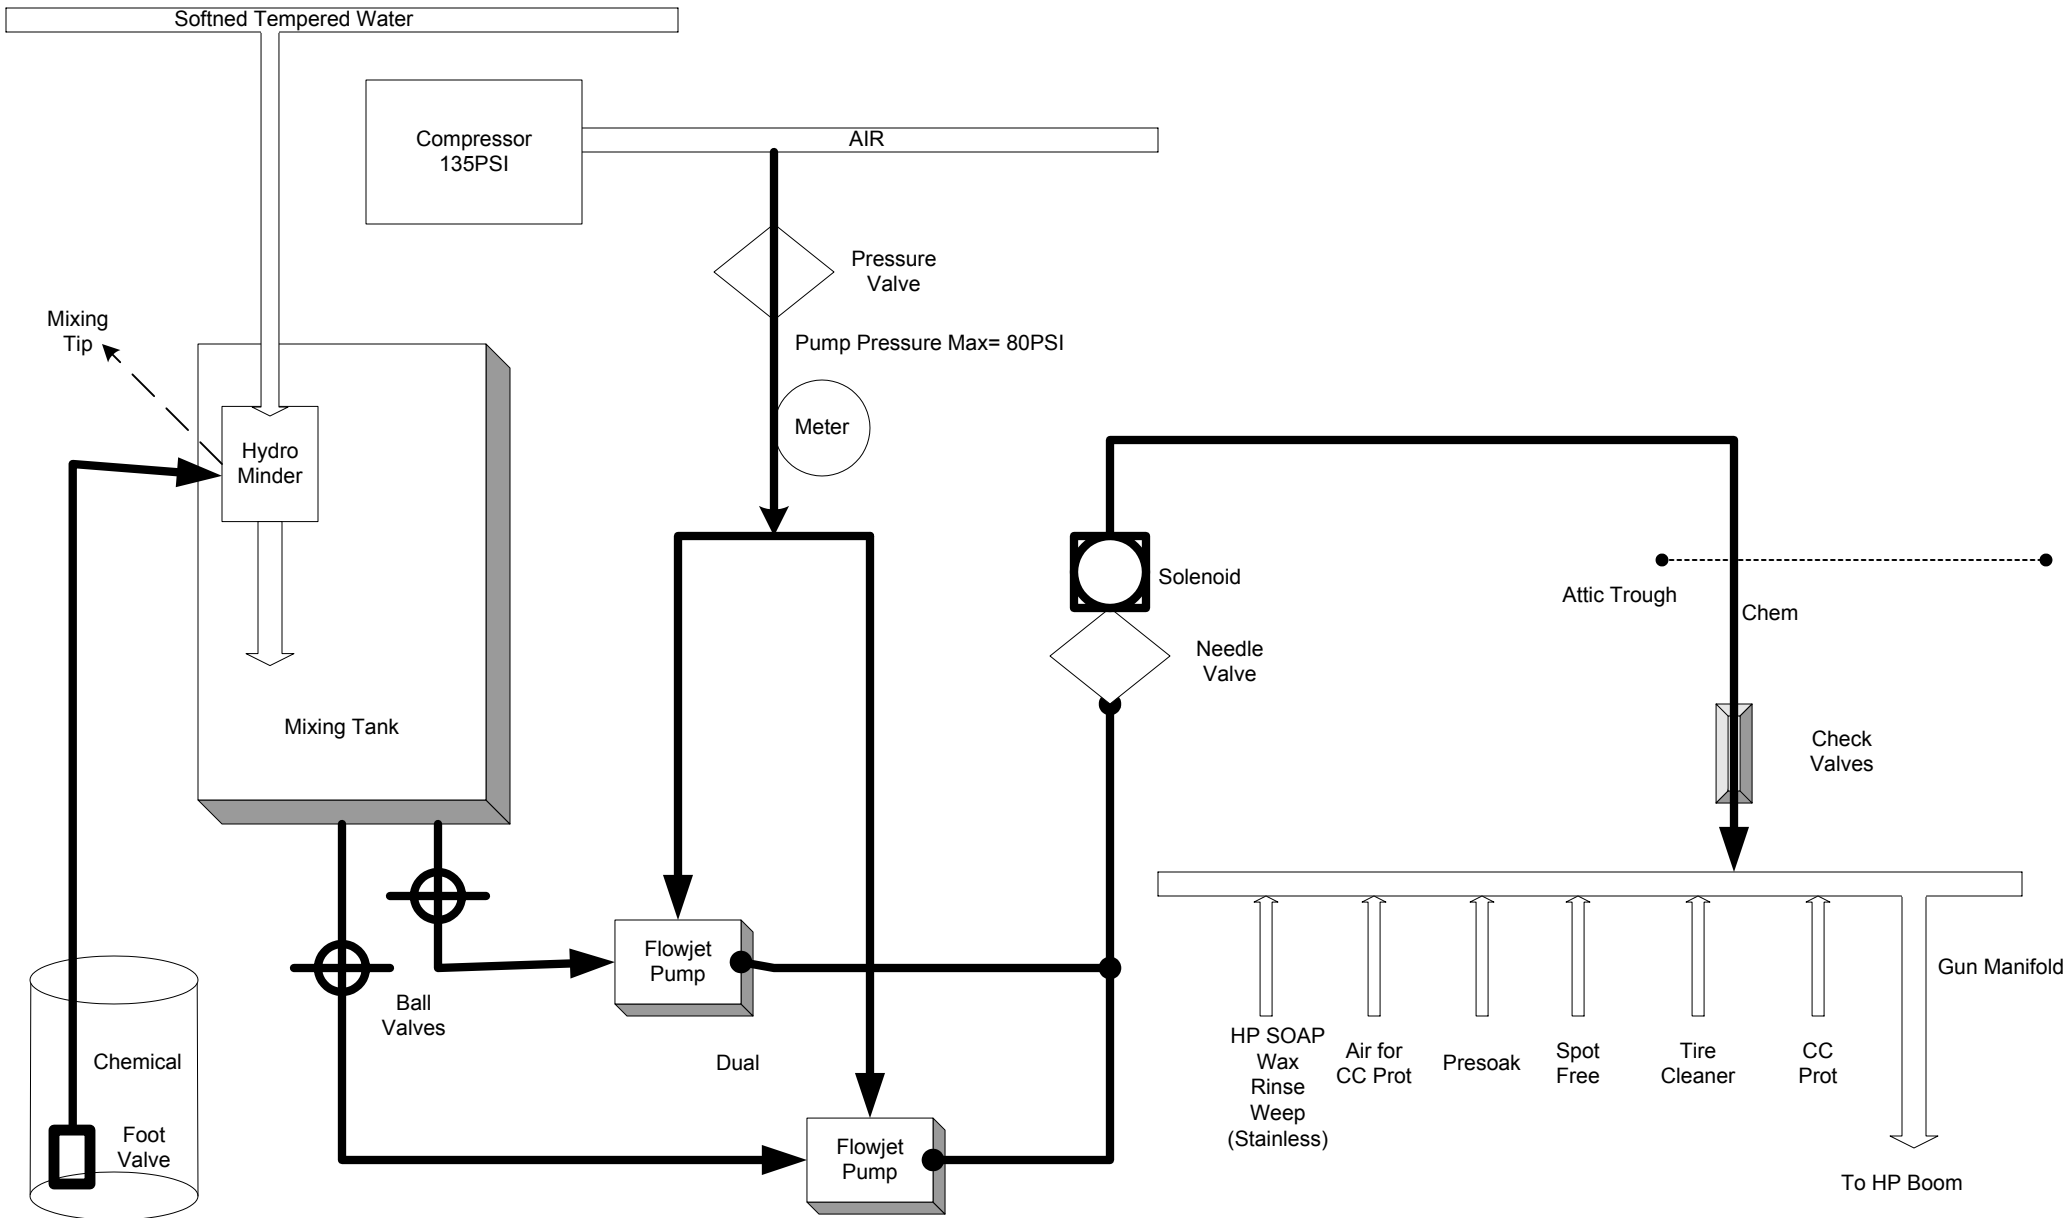 Softned Tempered Water
Compressor
135PSI
AIR
Pressure
Valve
Mixing
Tip
Pump Pressure Max= 80PSI
Meter
Hydro
Minder
Solenoid
Attic Trough
Chem
Needle
Valve
Mixing Tank
Check
Valves
Flowjet
Pump
Gun Manifold
Ball
Valves
Chemical
Dual
HP SOAP
Wax
Rinse
Weep
(Stainless)
Air for
CC Prot
Presoak
Spot
Free
Tire
Cleaner
CC
Prot
Foot
Valve
Flowjet
Pump
To HP Boom